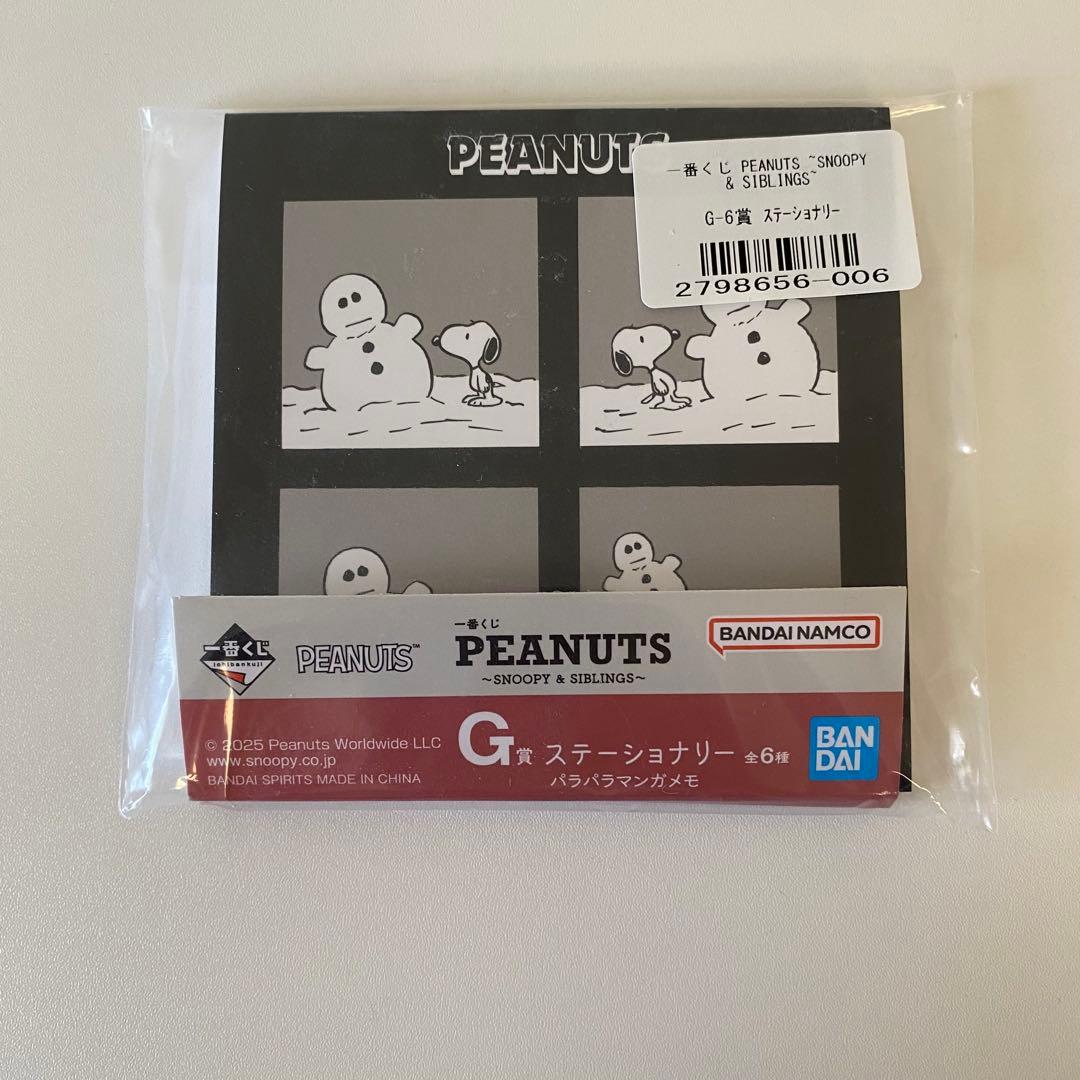 PEANUTS
一番くじ PEANUTS ~SNOOPY
& SIBLINGS~
G-6賞 ステーショナリー
2798656-006
一番くじ
ichibankuji
PEANUTS™
一番くじ
PEANUTS
~SNOOPY & SIBLINGS~
BANDAI NAMCO
© 2025 Peanuts Worldwide LLC
www.snoopy.co.jp
BANDAI SPIRITS MADE IN CHINA
G賞 ステーショナリー 全6種
パラパラマンガメモ
BAN
DAI